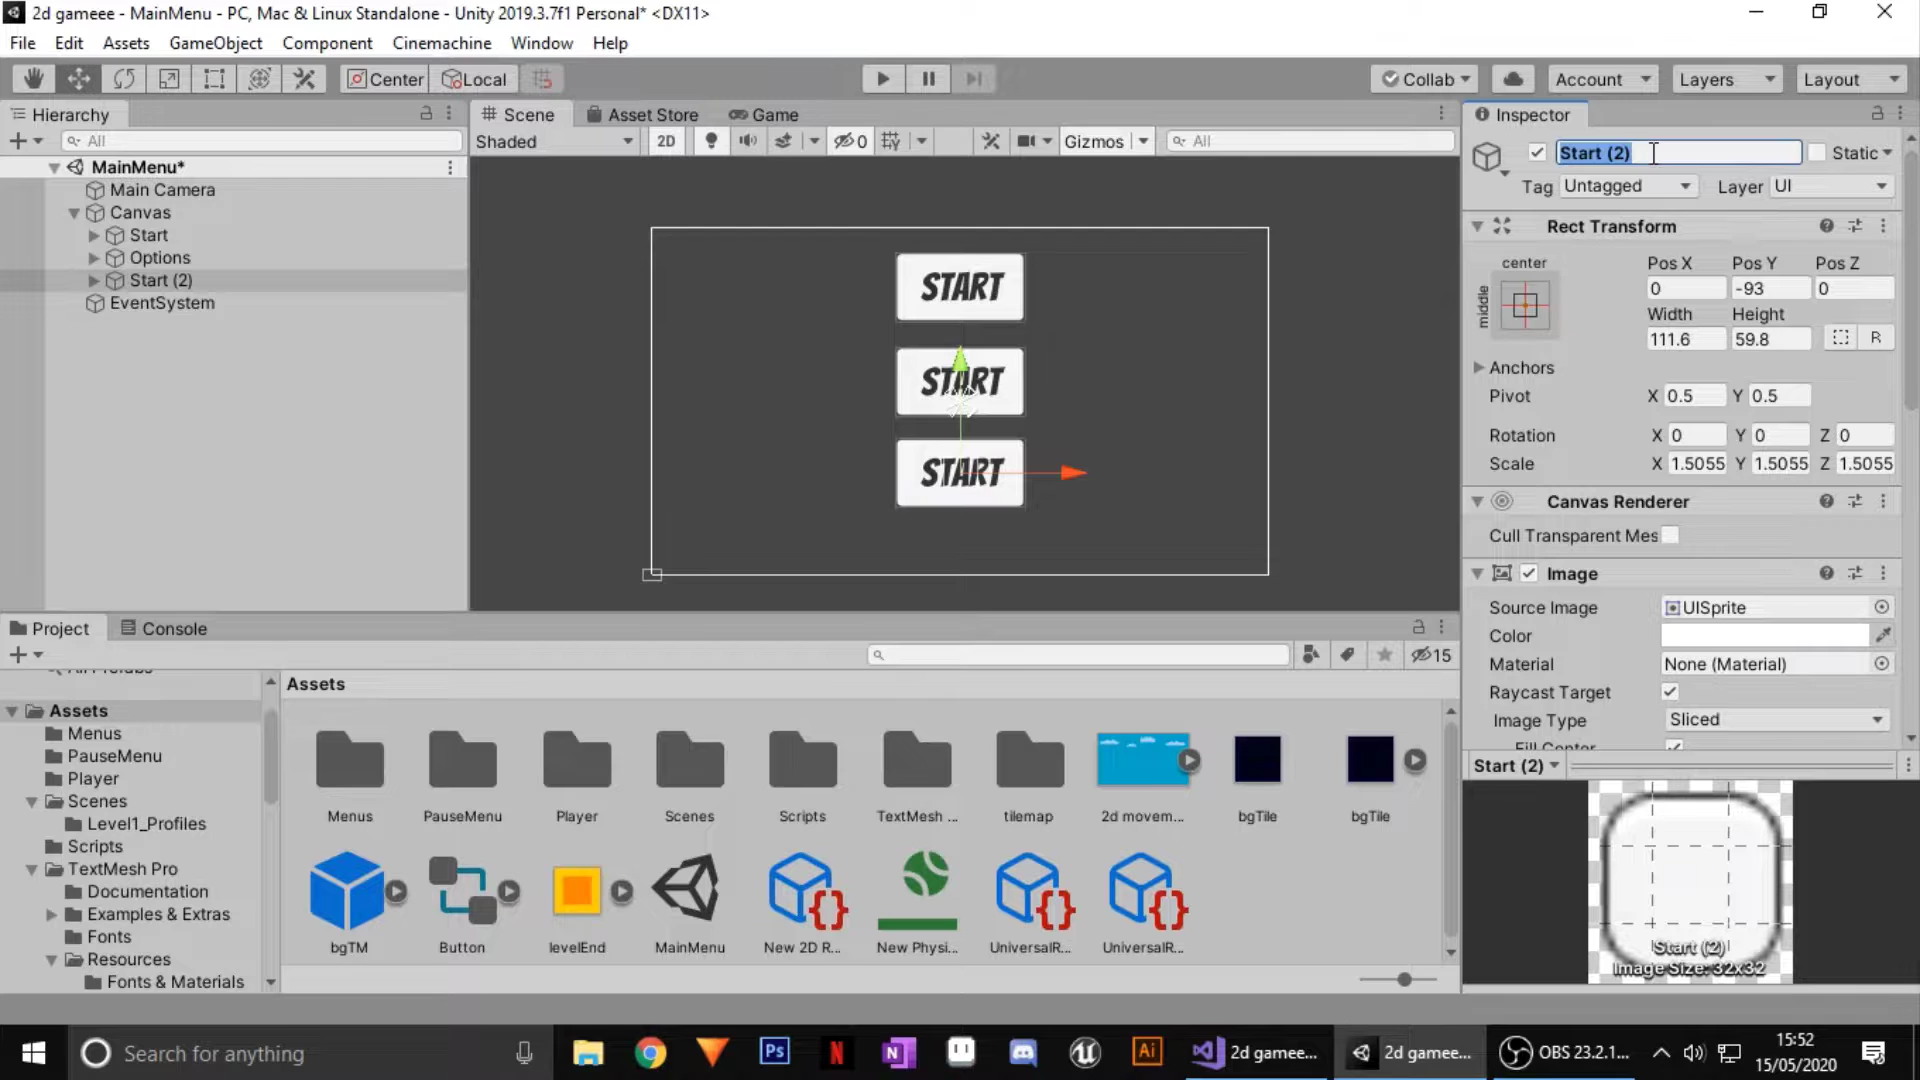 2d gameee - MainMenu - PC, Mac & Linux Standalone - Unity 2019.3.7f1 Personal* <DX11>
File Edit Assets GameObject Component Cinemachine Window Help
Center Local Collab Account Layers Layout
Hierarchy
All
MainMenu*
Main Camera
Canvas
Start
Options
Start (2)
EventSystem
Scene Asset Store Game
Shaded 2D 0 Gizmos All
START
START
START
Inspector
Start (2) Static
Tag Untagged Layer UI
Rect Transform
center
middle
Pos X Pos Y Pos Z
0 -93 0
Width Height
111.6 59.8 R
Anchors
Pivot X 0.5 Y 0.5
Rotation X 0 Y 0 Z 0
Scale X 1.5055 Y 1.5055 Z 1.5055
Canvas Renderer
Cull Transparent Mes
Image
Source Image UISprite
Color
Material None (Material)
Raycast Target
Image Type Sliced
Fill Center
Start (2)
Start (2)
Image Size: 32x32
Project Console
15
All Prefabs
Assets
Menus
PauseMenu
Player
Scenes
Level1_Profiles
Scripts
TextMesh Pro
Documentation
Examples & Extras
Fonts
Resources
Fonts & Materials
Assets
Menus PauseMenu Player Scenes Scripts TextMesh ... tilemap 2d movem... bgTile bgTile
bgTM Button levelEnd MainMenu New 2D R... New Physi... UniversalR... UniversalR...
Search for anything
Ps
N
N
Ai
2d gameee...
2d gameee...
OBS 23.2.1...
15:52
15/05/2020